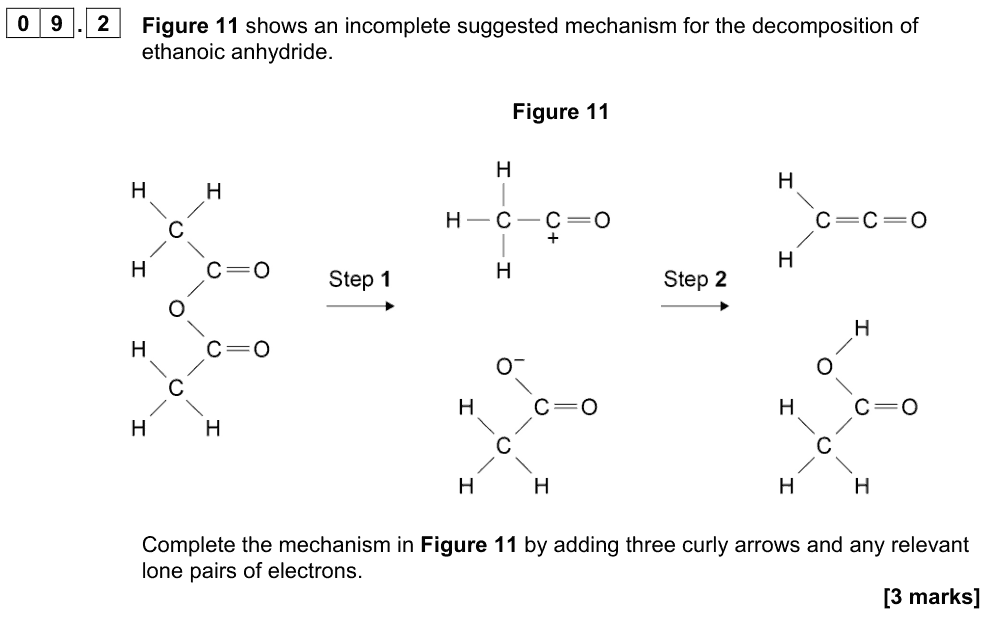 0 9 . 2 Figure 11 shows an incomplete suggested mechanism for the decomposition of
ethanoic anhydride.
Figure 11
H H
C
H C=O
O
H C=O
C
H H
Step 1
H
H—C—C=O
+
H
O–
H C=O
C
H H
Step 2
H
C=C=O
H
H
O
H C=O
C
H H
Complete the mechanism in Figure 11 by adding three curly arrows and any relevant
lone pairs of electrons.
[3 marks]